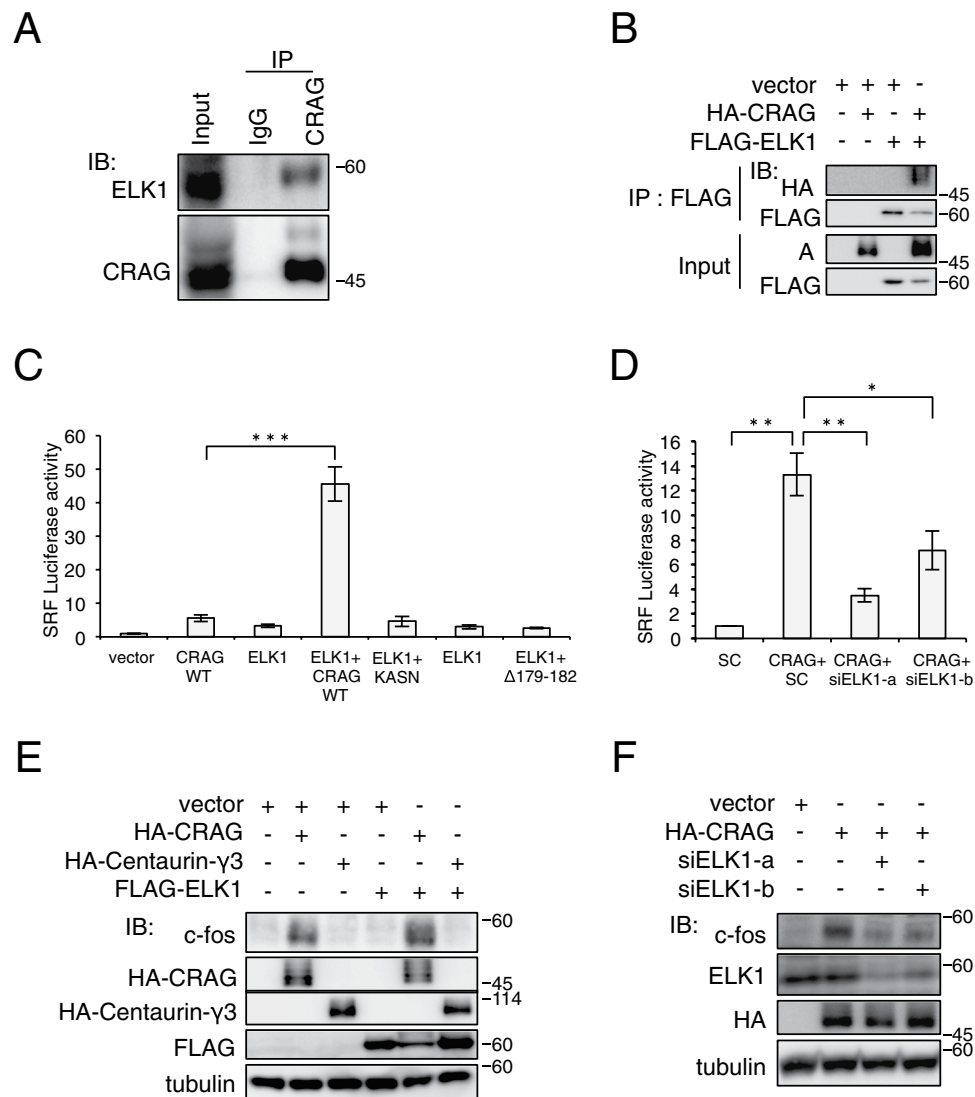 A
IP
Input
IgG
CRAG
IB:
ELK1
CRAG
–60
–45
B
vector + + + -
HA-CRAG - + - +
FLAG-ELK1 - - + +
IP : FLAG
IB:
HA
–45
FLAG
–60
Input
A
–45
FLAG
–60
C
SRF Luciferase activity
60
50
40
30
20
10
0
***
vector
CRAG WT
ELK1
ELK1+ CRAG WT
ELK1+ KASN
ELK1
ELK1+ Δ179-182
D
SRF Luciferase activity
16
14
12
10
8
6
4
2
0
**
**
*
SC
CRAG+ SC
CRAG+ siELK1-a
CRAG+ siELK1-b
E
vector + + + + - -
HA-CRAG - + - - + -
HA-Centaurin-γ3 - - + - - +
FLAG-ELK1 - - - + + +
IB:
c-fos
–60
HA-CRAG
–45
HA-Centaurin-γ3
–114
FLAG
–60
tubulin
–60
F
vector + - - -
HA-CRAG - + + +
siELK1-a - - + -
siELK1-b - - - +
IB:
c-fos
–60
ELK1
–60
HA
–45
tubulin
–60